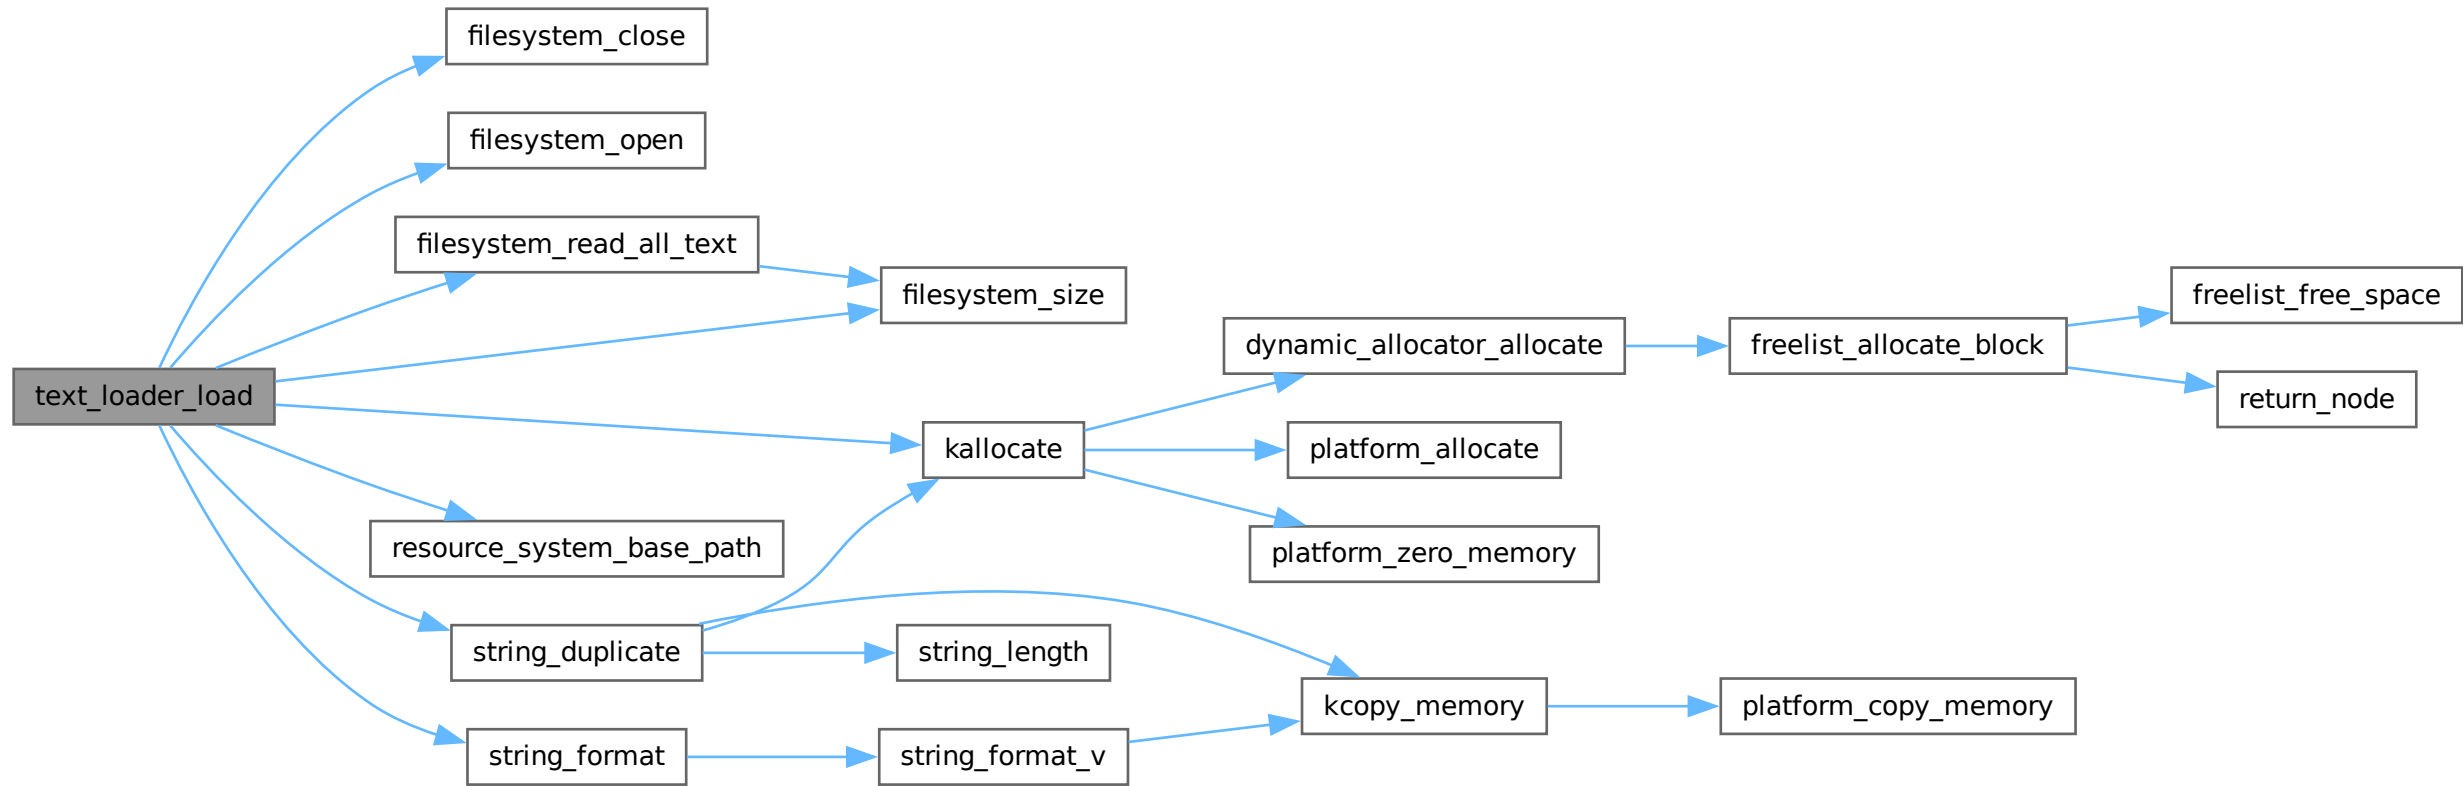 filesystem_close
filesystem_open
filesystem_read_all_text
filesystem_size
freelist_free_space
dynamic_allocator_allocate
freelist_allocate_block
text_loader_load
return_node
kallocate
platform_allocate
resource_system_base_path
platform_zero_memory
string_duplicate
string_length
kcopy_memory
platform_copy_memory
string_format
string_format_v